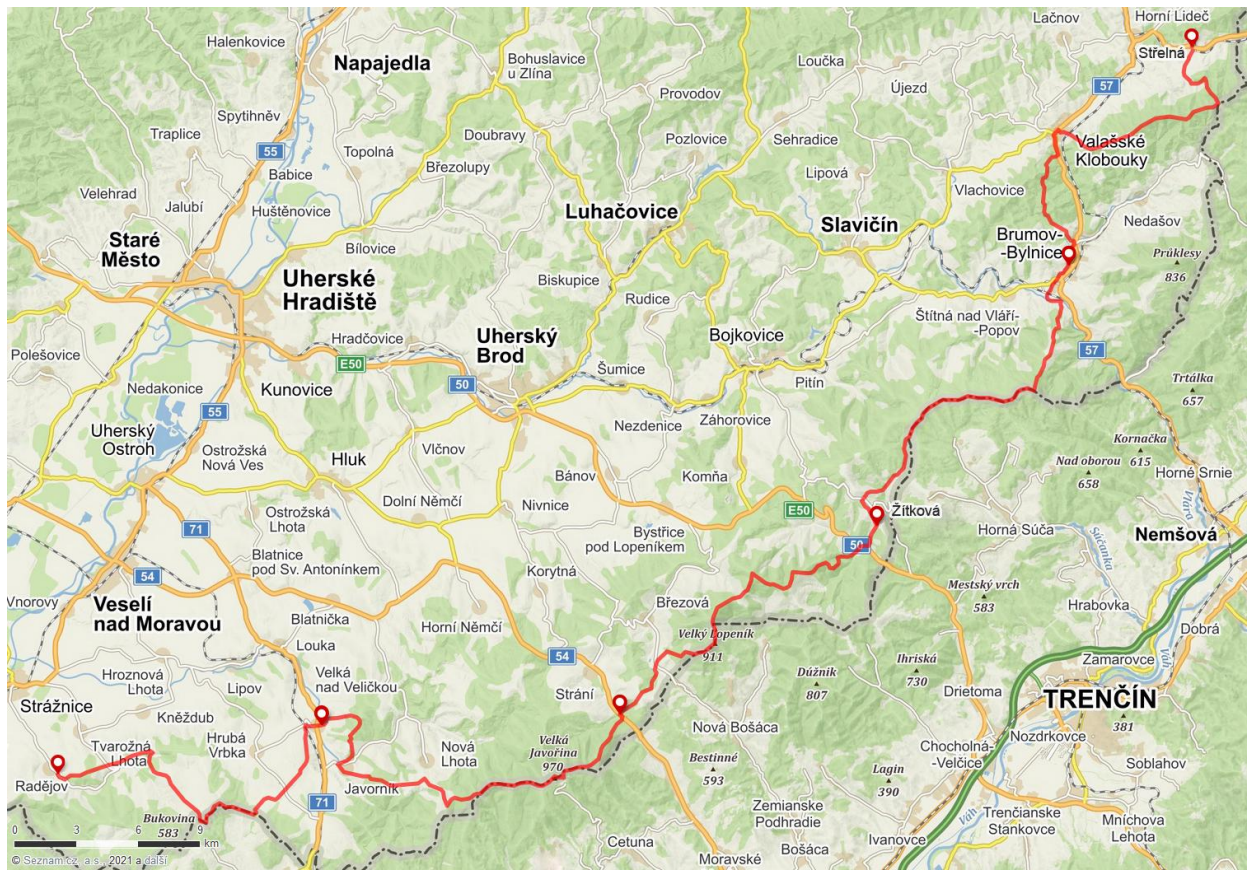 Halenkovice
Napajedla
Bohuslavice
u Zlína
Lačnov
Horní Lideč
Střelná
Loučka
Újezd
57
Provodov
Spytihněv
Traplice
55
Topolná
Doubravy
Březolupy
Pozlovice
Sehradice
Valašské
Klobouky
Babice
Lipová
Vlachovice
Velehrad
Jalubí
Huštěnovice
Luhačovice
Slavičín
Nedašov
Staré
Město
Bílovice
Brumov-
-Bylnice
Průklesy
836
Uherské
Hradiště
Biskupice
Rudice
Štítná nad Vláří-
-Popov
Hradčovice
Uherský
Brod
Bojkovice
Polešovice
E50
57
Nedakonice
Kunovice
50
Šumice
Pitín
Trtálka
657
55
Uherský
Ostroh
Ostrožská
Nová Ves
Vlčnov
Nezdenice
Záhorovice
Kornačka
615
Hluk
Nad oborou
658
Horné Srnie
Bánov
Komňa
Dolní Němčí
Nivnice
Vlára
E50
Žítková
71
Ostrožská
Lhota
Horná Súča
Súčanka
Nemšová
Bystřice
pod Lopeníkem
50
Blatnice
pod Sv. Antonínkem
54
Korytná
Mestský vrch
583
Vnorovy
Veselí
nad Moravou
Březová
Hrabovka
Blatnička
Horní Němčí
Dobrá
Velký Lopeník
911
Louka
54
Váh
Zamarovce
Hroznová
Lhota
Lipov
Velká
nad Veličkou
Ihriská
730
Dúžnik
807
Strání
Drietoma
TRENČÍN
Strážnice
Kněždub
Nová Bošáca
381
Hrubá
Vrbka
Velká
Javořina
970
Nozdrkovce
Tvarožná
Lhota
Nová
Lhota
Chocholná-
-Velčice
Bestinné
593
Soblahov
Radějov
Javorník
Lagin
390
71
Bukovina
583
Zemianske
Podhradie
Váh
Trenčianske
Stankovce
Mníchova
Lehota
0 3 6 9
km
Cetuna
Bošáca
Ivanovce
Moravské
© Seznam.cz, a.s., 2021 a další